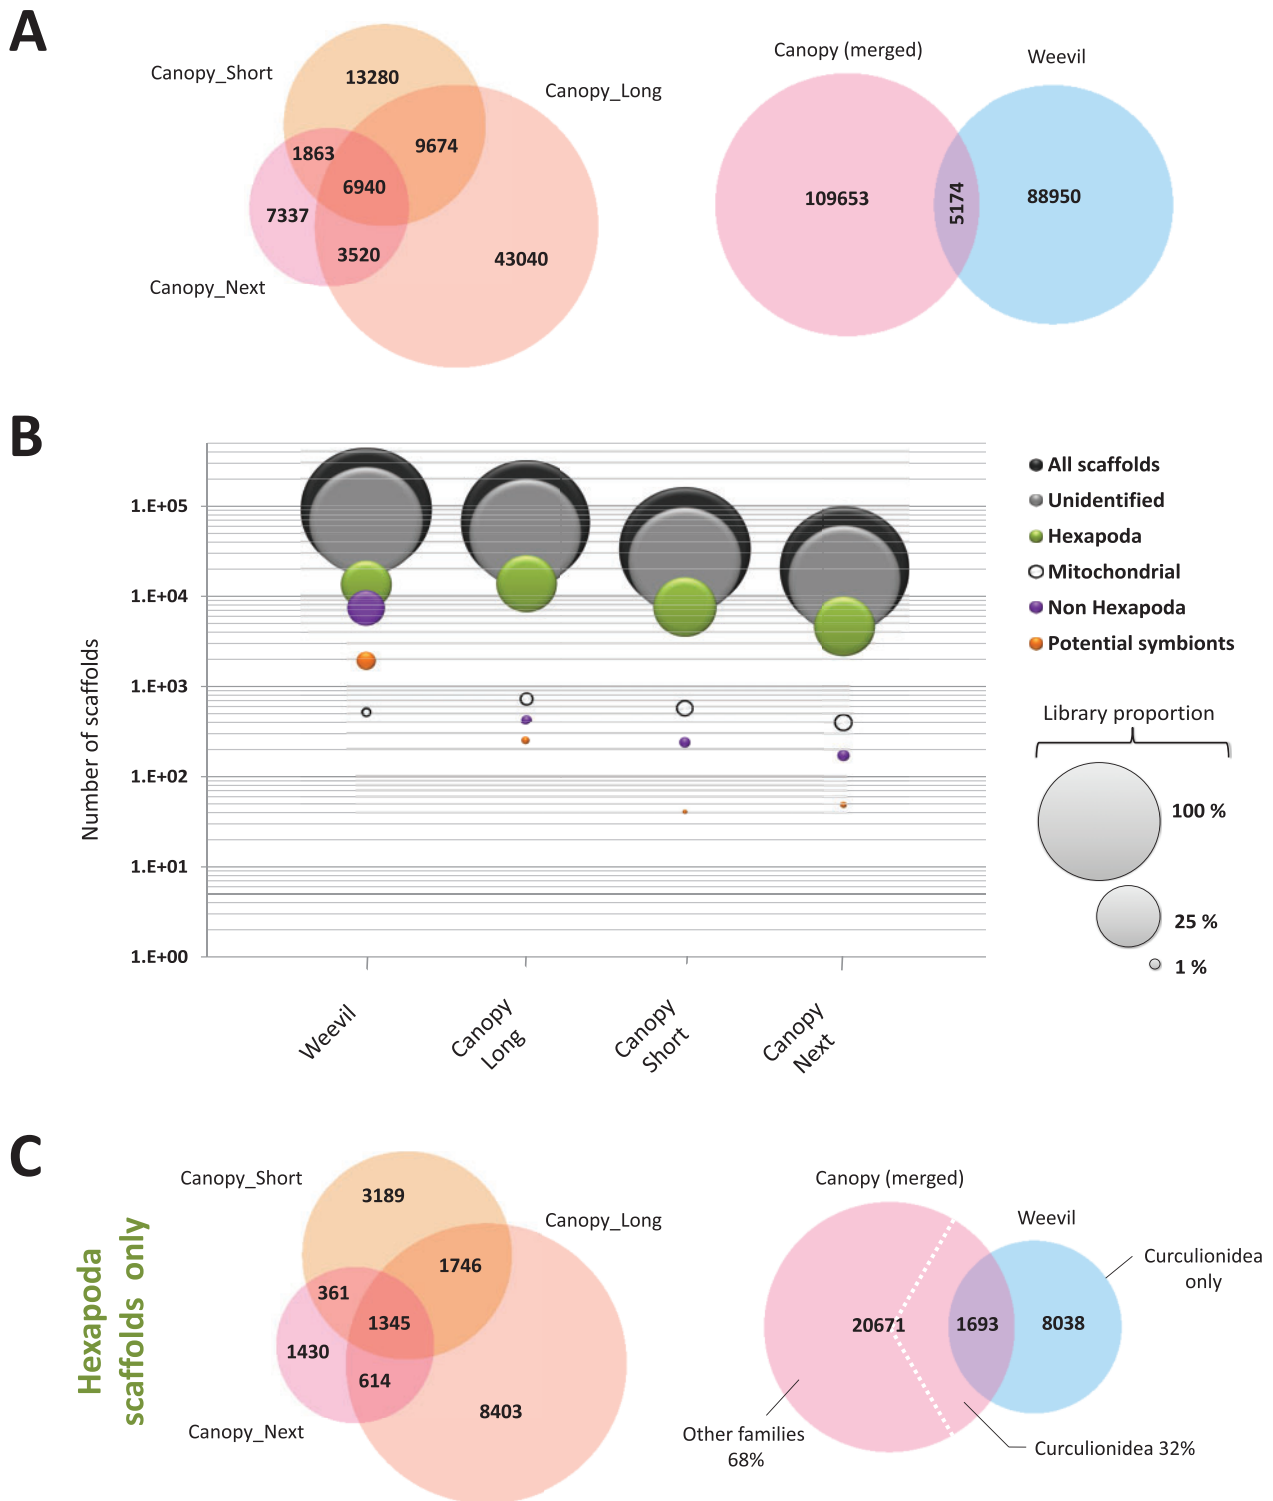 A
Canopy_Short
13280
Canopy_Long
9674
1863
6940
7337
3520
43040
Canopy_Next
Canopy (merged)
Weevil
109653
5174
88950
B
Number of scaffolds
1.E+05
1.E+04
1.E+03
1.E+02
1.E+01
1.E+00
Weevil
Canopy
Long
Canopy
Short
Canopy
Next
All scaffolds
Unidentified
Hexapoda
Mitochondrial
Non Hexapoda
Potential symbionts
Library proportion
100 %
25 %
1 %
C
Hexapoda
scaffolds only
Canopy_Short
3189
Canopy_Long
1746
361
1345
1430
614
8403
Canopy_Next
Canopy (merged)
Weevil
Curculionidea
only
20671
1693
8038
Other families
68%
Curculionidea 32%